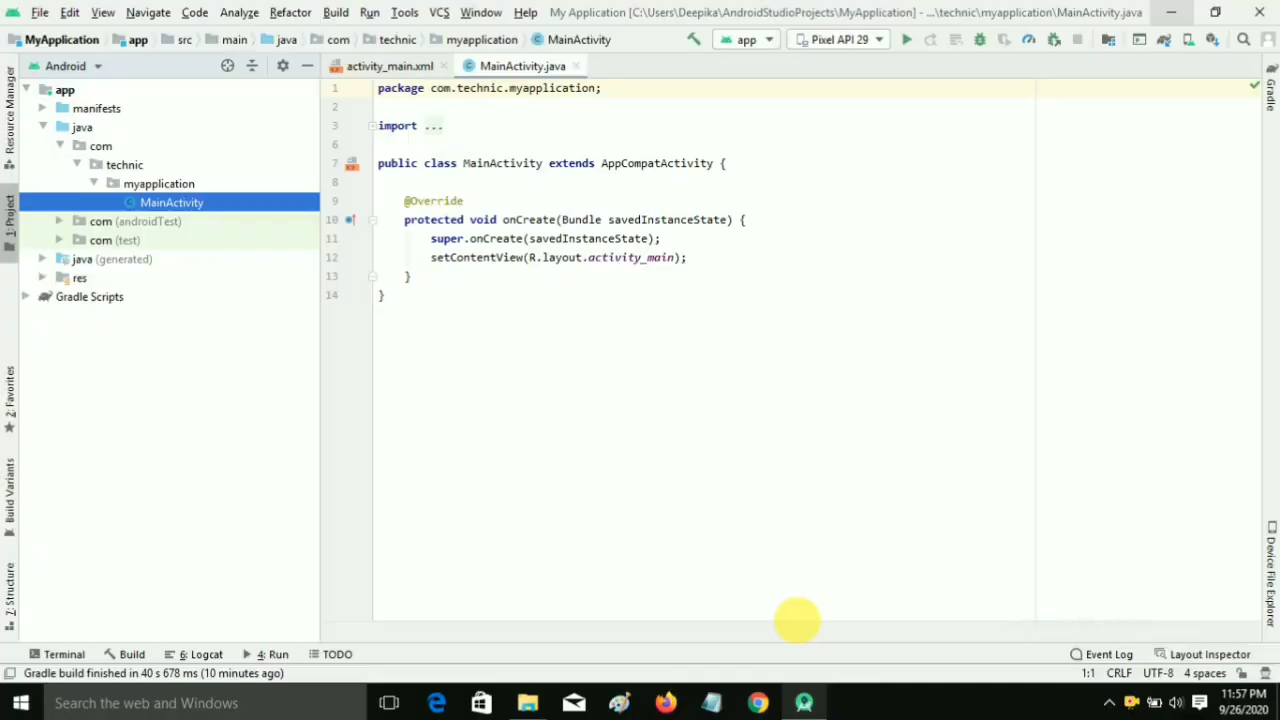 File Edit View Navigate Code Analyze Refactor Build Run Tools VCS Window Help My Application [C:\Users\Deepika\AndroidStudioProjects\MyApplication] - ...\technic\myapplication\MainActivity.java
MyApplication app src main java com technic myapplication MainActivity app Pixel API 29
Android
activity_main.xml MainActivity.java
app
manifests
java
com
technic
myapplication
MainActivity
com (androidTest)
com (test)
java (generated)
res
Gradle Scripts
Resource Manager
1: Project
2: Favorites
Build Variants
7: Structure
1 package com.technic.myapplication;
2
3 import ...
6
7 public class MainActivity extends AppCompatActivity {
8
9 @Override
10 protected void onCreate(Bundle savedInstanceState) {
11 super.onCreate(savedInstanceState);
12 setContentView(R.layout.activity_main);
13 }
14 }
Gradle
Device File Explorer
Terminal Build 6: Logcat 4: Run TODO Event Log Layout Inspector
Gradle build finished in 40 s 678 ms (10 minutes ago) 1:1 CRLF UTF-8 4 spaces
Search the web and Windows
11:57 PM
9/26/2020